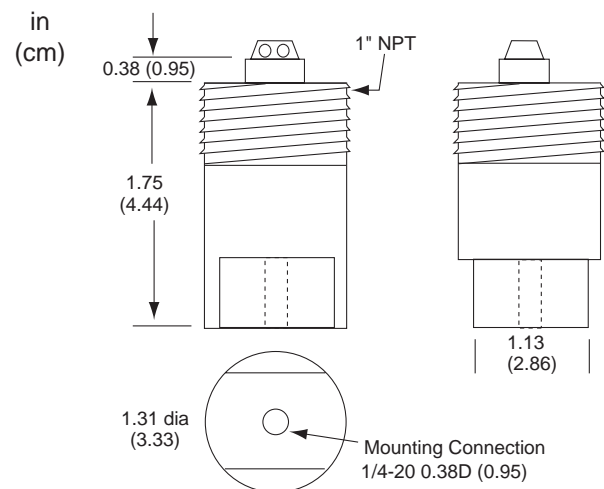 in
(cm)
0.38 (0.95)
1" NPT
1.75
(4.44)
1.13
(2.86)
1.31 dia
(3.33)
Mounting Connection
1/4-20 0.38D (0.95)